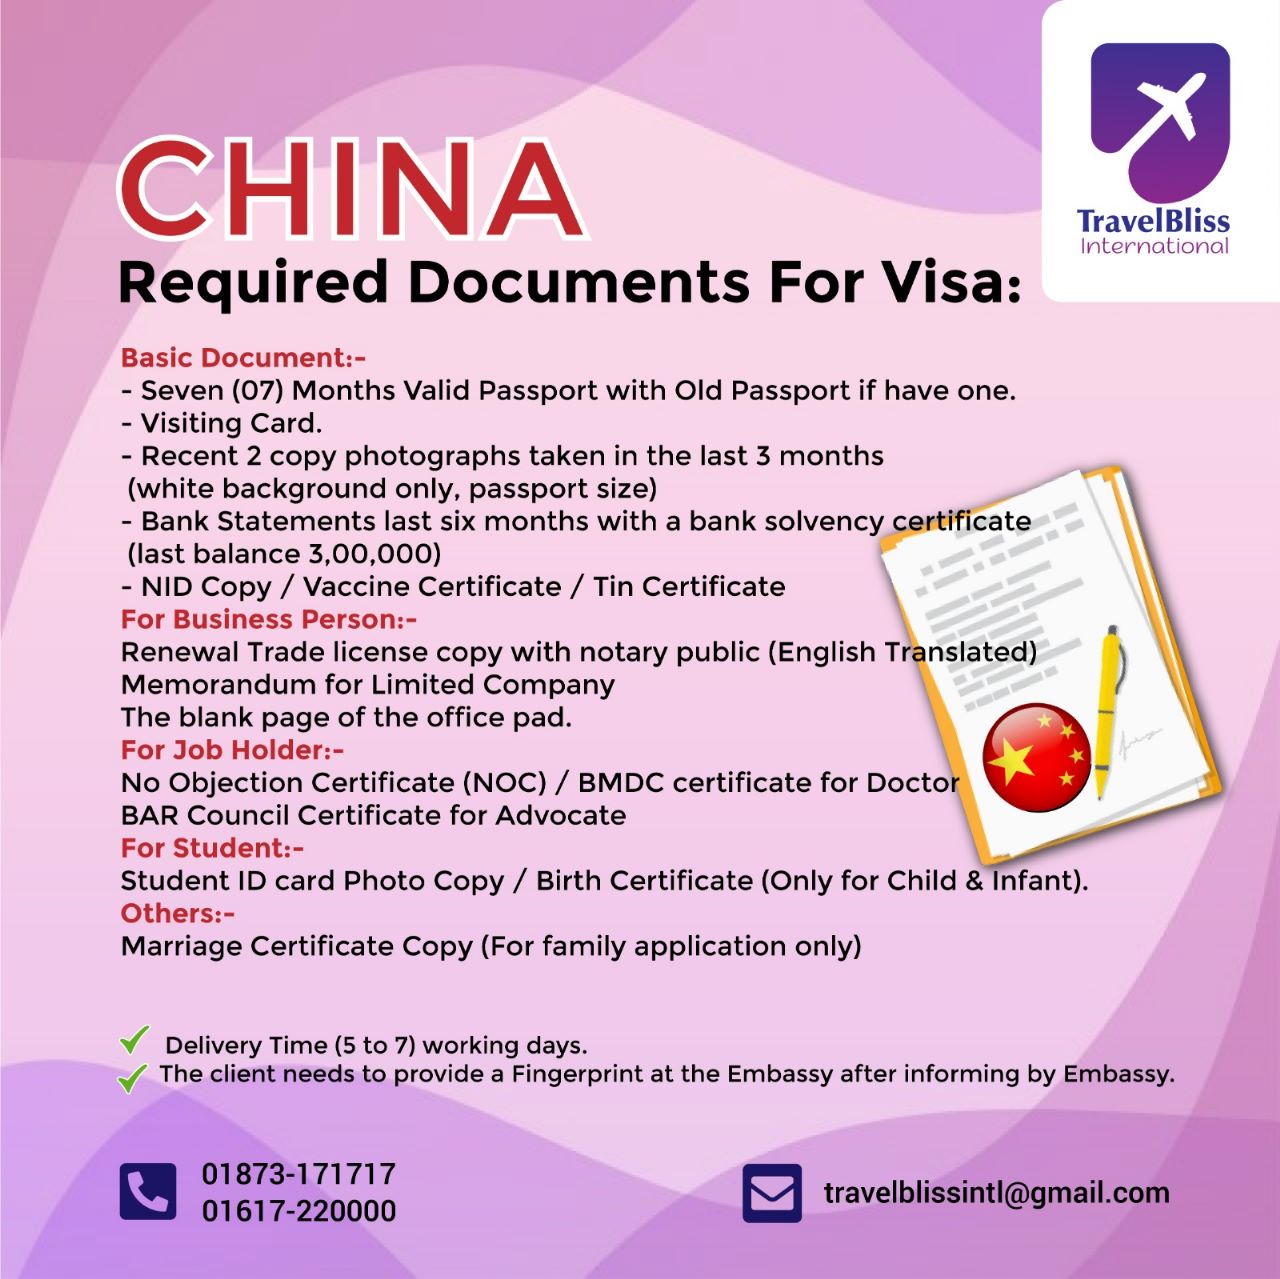 TravelBliss
International
CHINA
Required Documents For Visa:
Basic Document:-
- Seven (07) Months Valid Passport with Old Passport if have one.
- Visiting Card.
- Recent 2 copy photographs taken in the last 3 months
(white background only, passport size)
- Bank Statements last six months with a bank solvency certificate
(last balance 3,00,000)
- NID Copy / Vaccine Certificate / Tin Certificate
For Business Person:-
Renewal Trade license copy with notary public (English Translated)
Memorandum for Limited Company
The blank page of the office pad.
For Job Holder:-
No Objection Certificate (NOC) / BMDC certificate for Doctor
BAR Council Certificate for Advocate
For Student:-
Student ID card Photo Copy / Birth Certificate (Only for Child & Infant).
Others:-
Marriage Certificate Copy (For family application only)
Delivery Time (5 to 7) working days.
The client needs to provide a Fingerprint at the Embassy after informing by Embassy.
01873-171717
01617-220000
travelblissintl@gmail.com